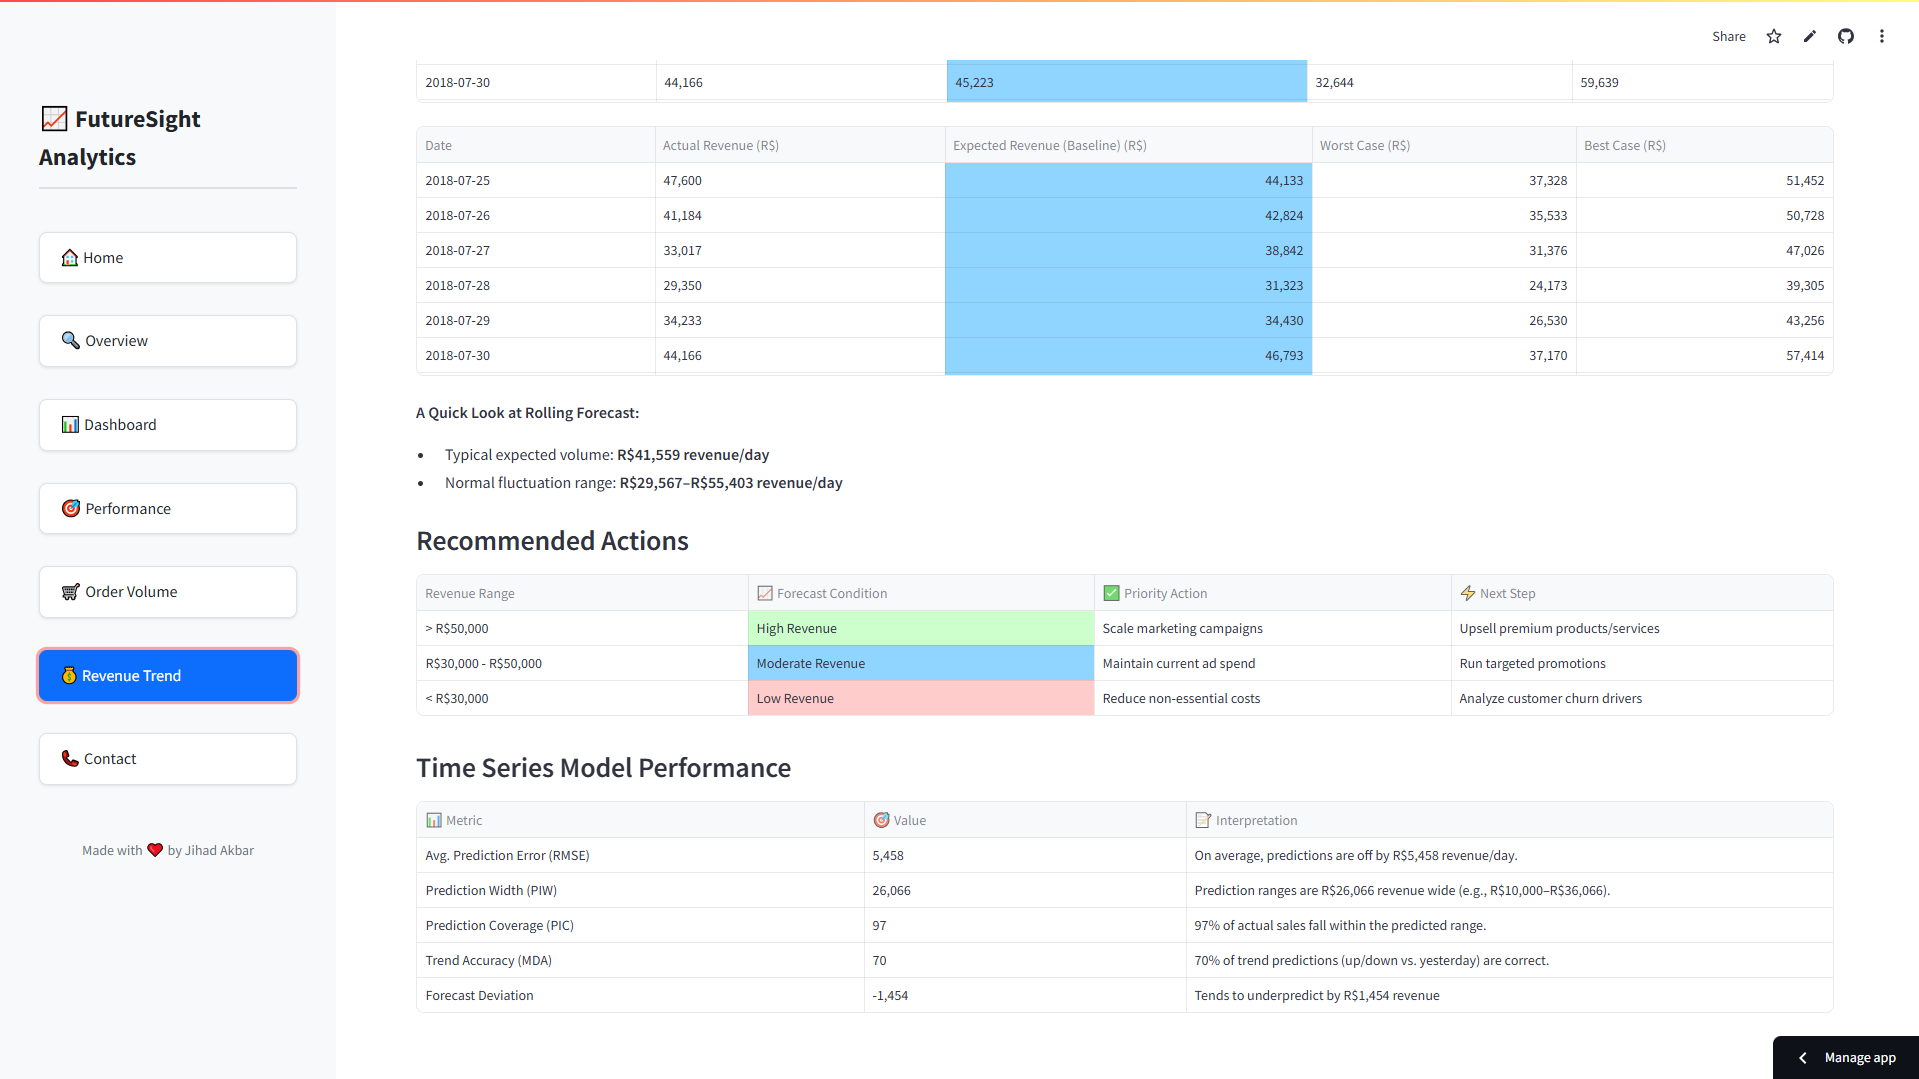 Share
📈 FutureSight
Analytics
🏠 Home
🔍 Overview
📊 Dashboard
🎯 Performance
🛒 Order Volume
💰 Revenue Trend
📞 Contact
Made with ❤️ by Jihad Akbar
2018-07-30 44,166 45,223 32,644 59,639
Date Actual Revenue (R$) Expected Revenue (Baseline) (R$) Worst Case (R$) Best Case (R$)
2018-07-25 47,600 44,133 37,328 51,452
2018-07-26 41,184 42,824 35,533 50,728
2018-07-27 33,017 38,842 31,376 47,026
2018-07-28 29,350 31,323 24,173 39,305
2018-07-29 34,233 34,430 26,530 43,256
2018-07-30 44,166 46,793 37,170 57,414
A Quick Look at Rolling Forecast:
• Typical expected volume: R$41,559 revenue/day
• Normal fluctuation range: R$29,567–R$55,403 revenue/day
Recommended Actions
Revenue Range 📈 Forecast Condition ✅ Priority Action ⚡ Next Step
> R$50,000 High Revenue Scale marketing campaigns Upsell premium products/services
R$30,000 - R$50,000 Moderate Revenue Maintain current ad spend Run targeted promotions
< R$30,000 Low Revenue Reduce non-essential costs Analyze customer churn drivers
Time Series Model Performance
📊 Metric 🎯 Value 📝 Interpretation
Avg. Prediction Error (RMSE) 5,458 On average, predictions are off by R$5,458 revenue/day.
Prediction Width (PIW) 26,066 Prediction ranges are R$26,066 revenue wide (e.g., R$10,000–R$36,066).
Prediction Coverage (PIC) 97 97% of actual sales fall within the predicted range.
Trend Accuracy (MDA) 70 70% of trend predictions (up/down vs. yesterday) are correct.
Forecast Deviation -1,454 Tends to underpredict by R$1,454 revenue
Manage app